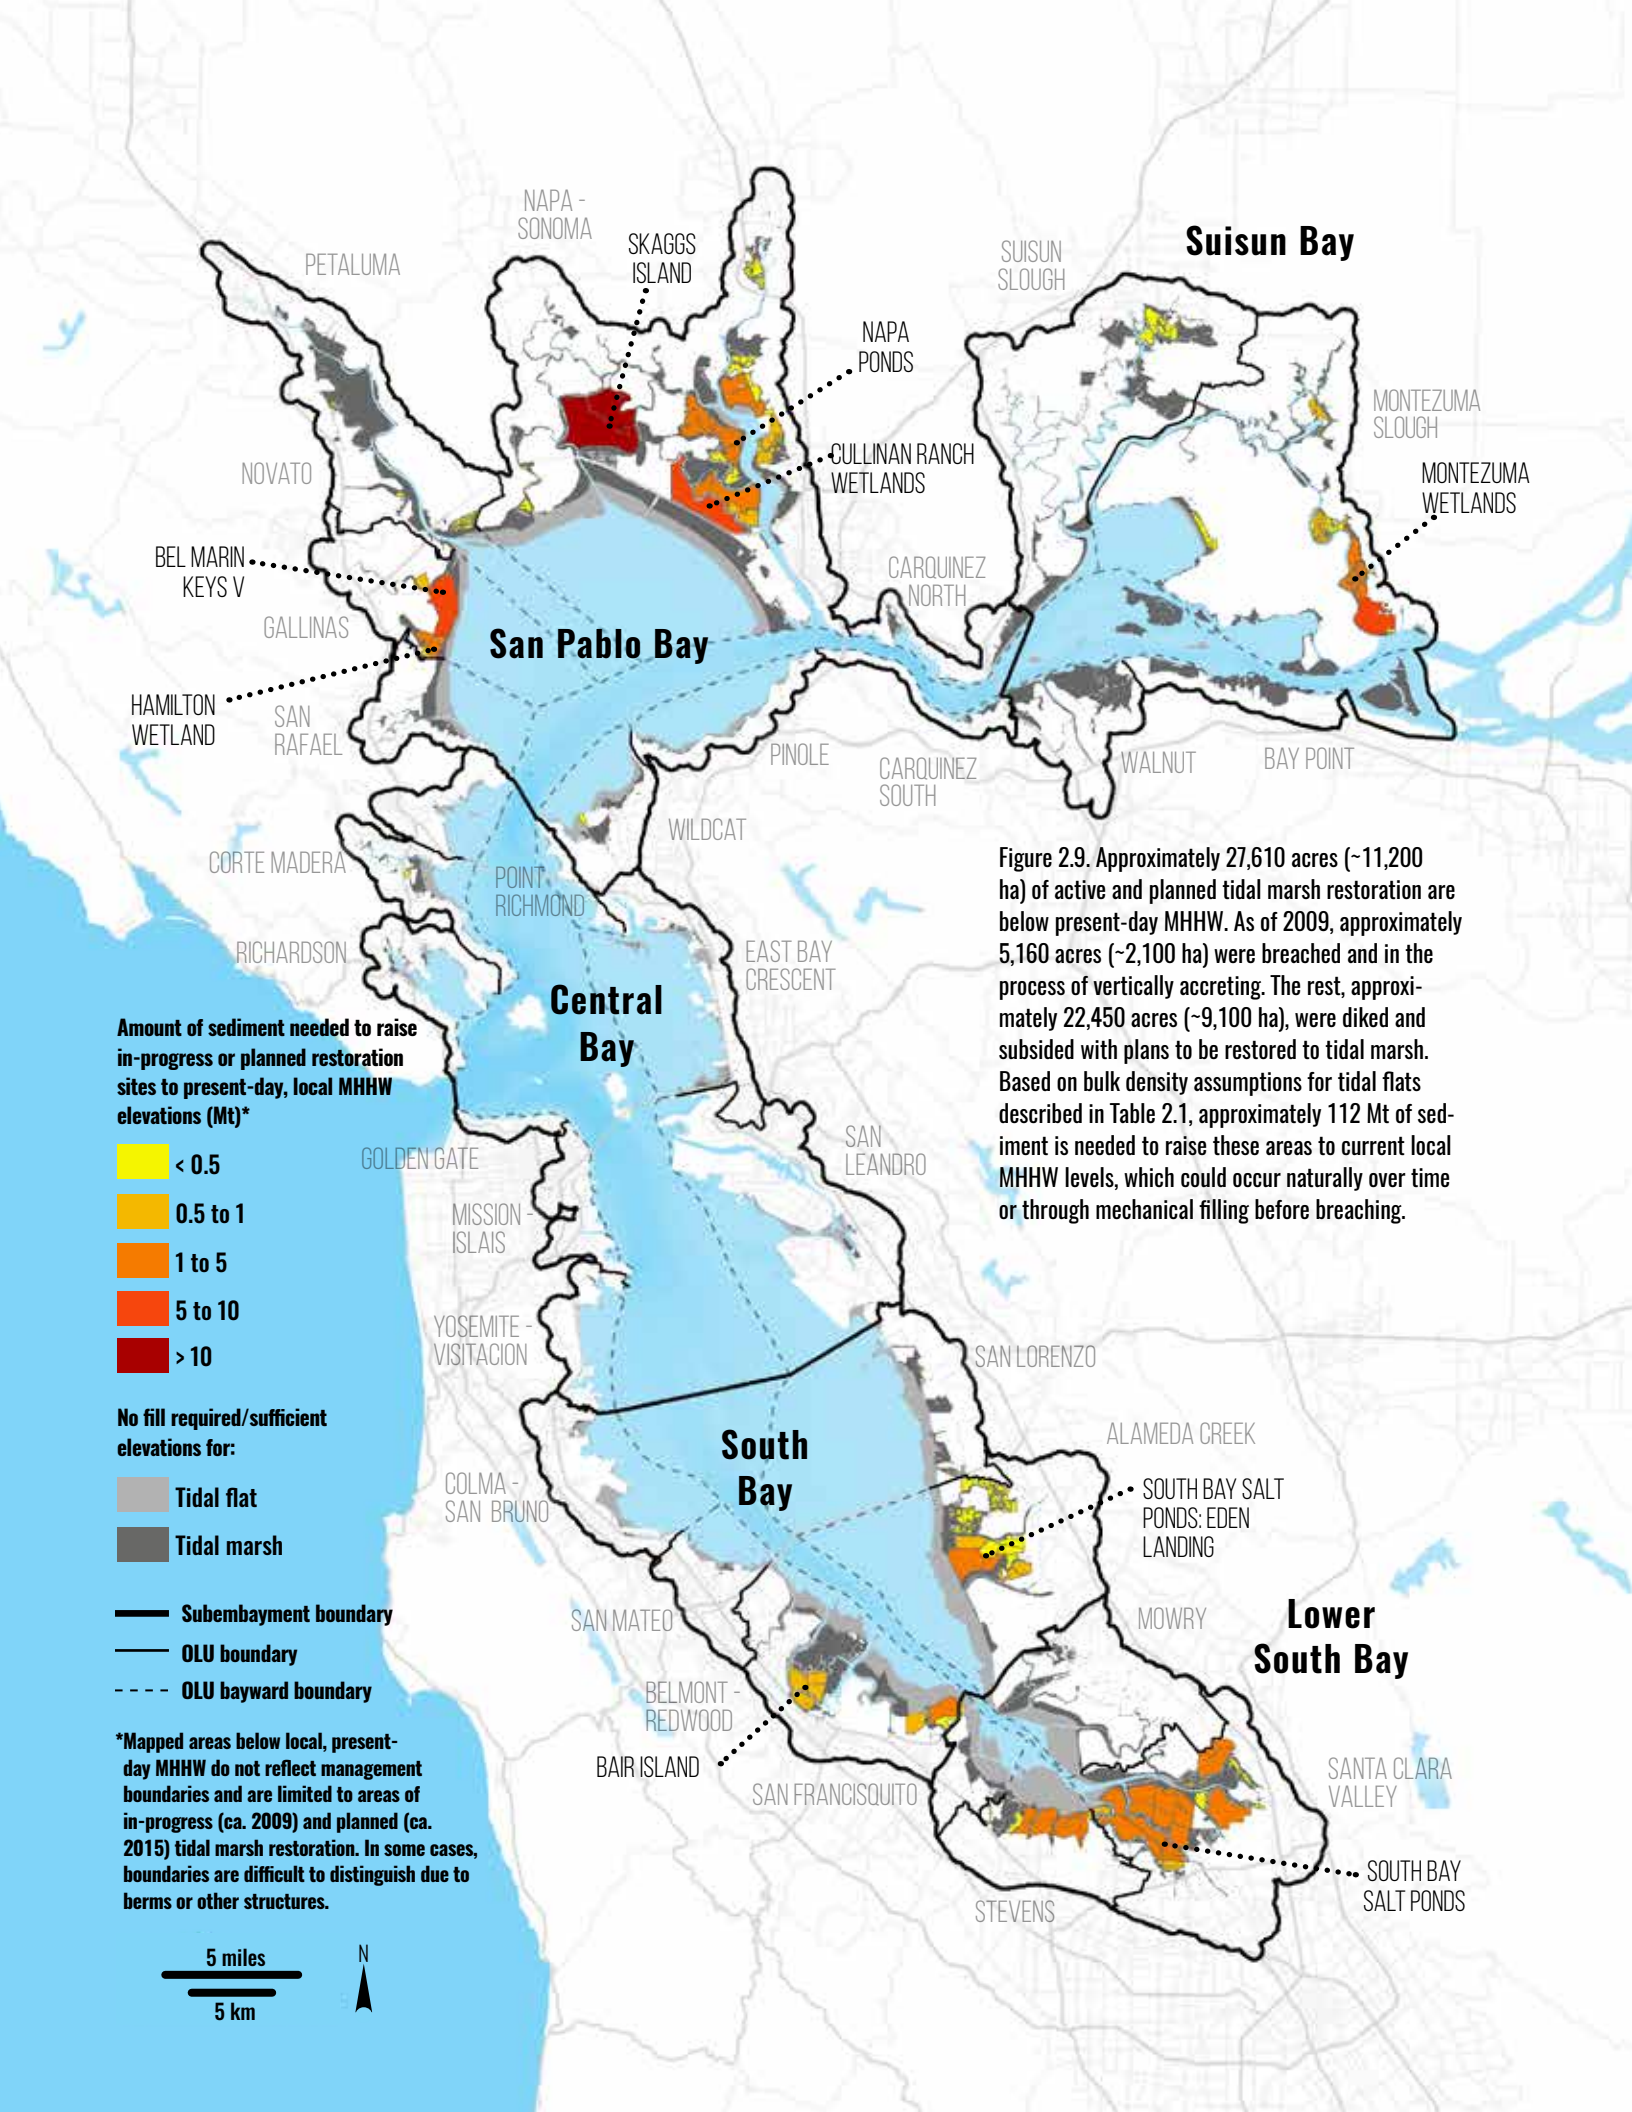 NAPA -
SONOMA
SKAGGS
ISLAND
PETALUMA
SUISUN
SLOUGH
Suisun Bay
NAPA
PONDS
MONTEZUMA
SLOUGH
NOVATO
CULLINAN RANCH
WETLANDS
MONTEZUMA
WETLANDS
BEL MARIN
KEYS V
CARQUINEZ
NORTH
GALLINAS
San Pablo Bay
HAMILTON
WETLAND
SAN
RAFAEL
PINOLE
CARQUINEZ
SOUTH
WALNUT
BAY POINT
WILDCAT
CORTE MADERA
POINT
RICHMOND
RICHARDSON
EAST BAY
CRESCENT
Central
Bay
Figure 2.9. Approximately 27,610 acres (~11,200
ha) of active and planned tidal marsh restoration are
below present-day MHHW. As of 2009, approximately
5,160 acres (~2,100 ha) were breached and in the
process of vertically accreting. The rest, approxi-
mately 22,450 acres (~9,100 ha), were diked and
subsided with plans to be restored to tidal marsh.
Based on bulk density assumptions for tidal flats
described in Table 2.1, approximately 112 Mt of sed-
iment is needed to raise these areas to current local
MHHW levels, which could occur naturally over time
or through mechanical filling before breaching.
Amount of sediment needed to raise
in-progress or planned restoration
sites to present-day, local MHHW
elevations (Mt)*
< 0.5
0.5 to 1
1 to 5
5 to 10
> 10
No fill required/sufficient
elevations for:
Tidal flat
Tidal marsh
Subembayment boundary
OLU boundary
OLU bayward boundary
*Mapped areas below local, present-
day MHHW do not reflect management
boundaries and are limited to areas of
in-progress (ca. 2009) and planned (ca.
2015) tidal marsh restoration. In some cases,
boundaries are difficult to distinguish due to
berms or other structures.
5 miles
5 km
N
GOLDEN GATE
SAN
LEANDRO
MISSION -
ISLAIS
YOSEMITE -
VISITACION
SAN LORENZO
South
Bay
ALAMEDA CREEK
COLMA -
SAN BRUNO
SOUTH BAY SALT
PONDS: EDEN
LANDING
SAN MATEO
MOWRY
Lower
South Bay
BELMONT -
REDWOOD
BAIR ISLAND
SAN FRANCISQUITO
SANTA CLARA
VALLEY
SOUTH BAY
SALT PONDS
STEVENS